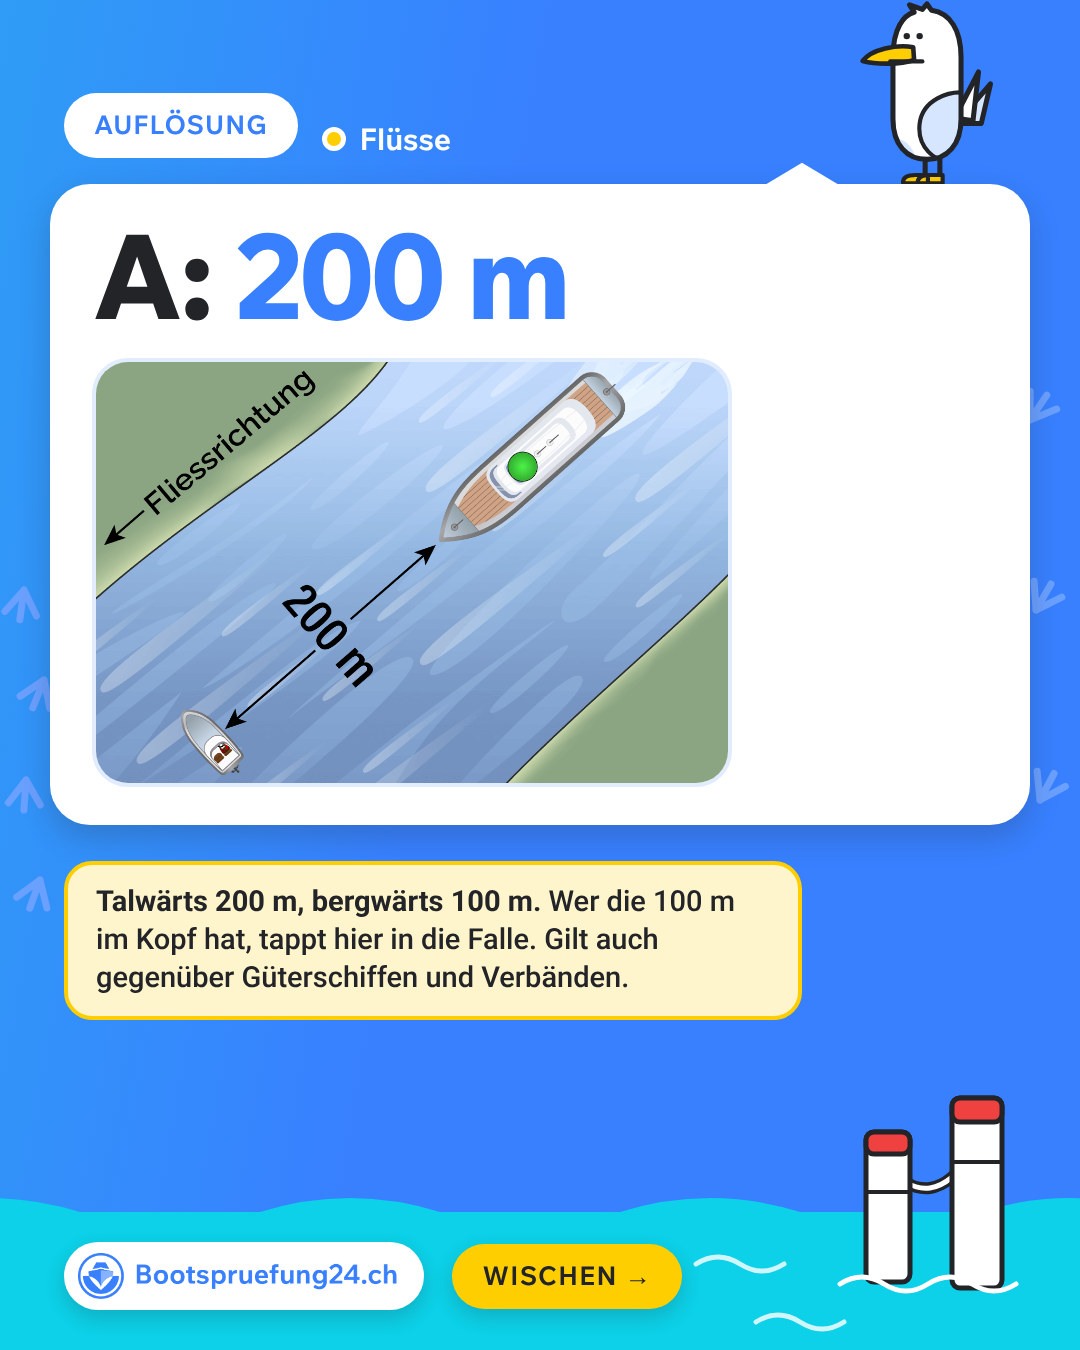 AUFLÖSUNG
Flüsse
A: 200 m
Fliessrichtung
200 m
Talwärts 200 m, bergwärts 100 m. Wer die 100 m
im Kopf hat, tappt hier in die Falle. Gilt auch
gegenüber Güterschiffen und Verbänden.
Bootspruefung24.ch
WISCHEN →